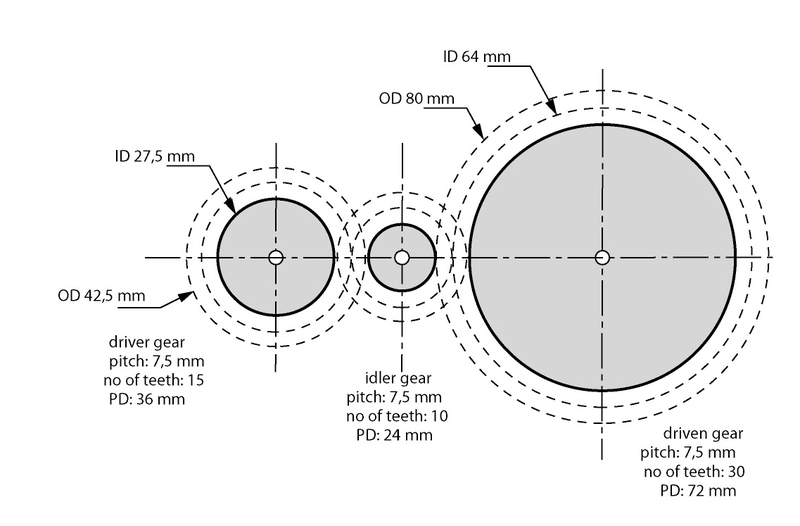 ID 64 mm
OD 80 mm
ID 27,5 mm
OD 42,5 mm
driver gear
pitch: 7,5 mm
no of teeth: 15
PD: 36 mm
idler gear
pitch: 7,5 mm
no of teeth: 10
PD: 24 mm
driven gear
pitch: 7,5 mm
no of teeth: 30
PD: 72 mm